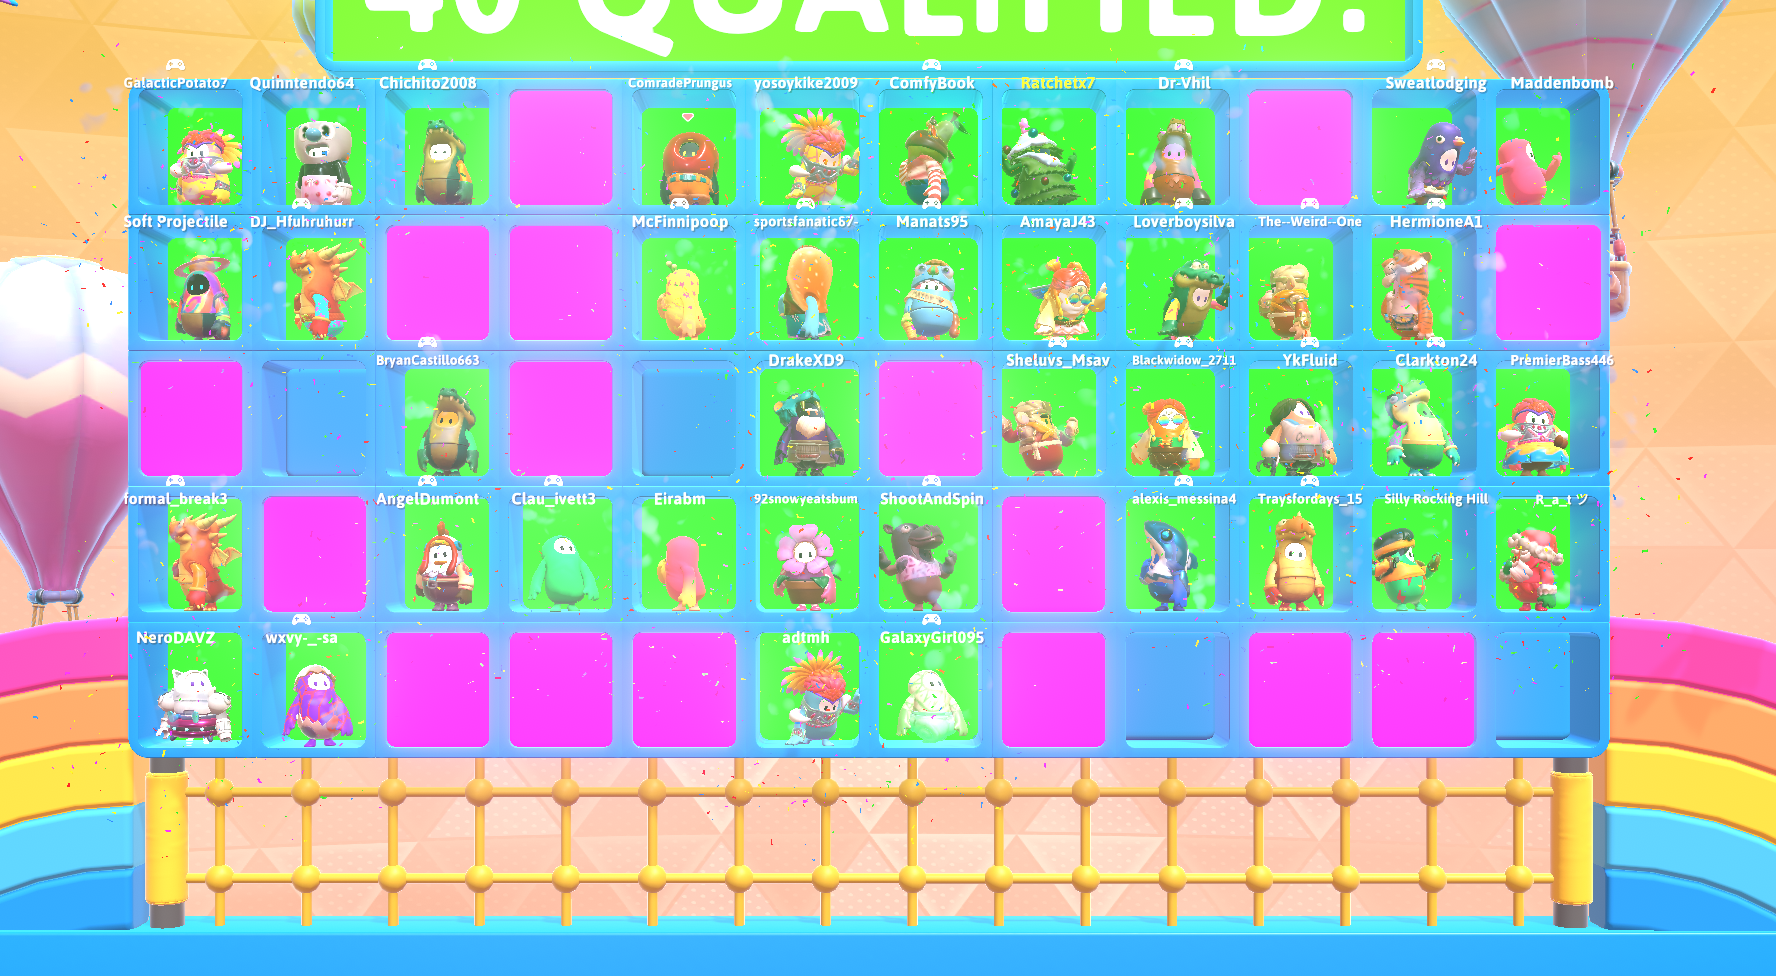 40 QUALIFIED!
GalacticPotato7 Quinntendo64 Chichito2008 ComradePrungus yosoykike2009 ComfyBook Ratchetx7 Dr-Vhil Sweatlodging Maddenbomb
Soft Projectile DJ_Hfuhruhurr McFinnipoop sportsfanatic67- Manats95 AmayaJ43 Loverboysilva The--Weird--One HermioneA1
BryanCastillo663 DrakeXD9 Sheluvs_Msav Blackwidow_2711 YkFluid Clarkton24 PremierBass446
formal_break3 AngelDumont Clau_ivett3 Eirabm 92snowyeatsbum ShootAndSpin alexis_messina4 Traysfordays_15 Silly Rocking Hill R_a_t ツ
NeroDAVZ wxvy-_-sa adtmh GalaxyGirl095